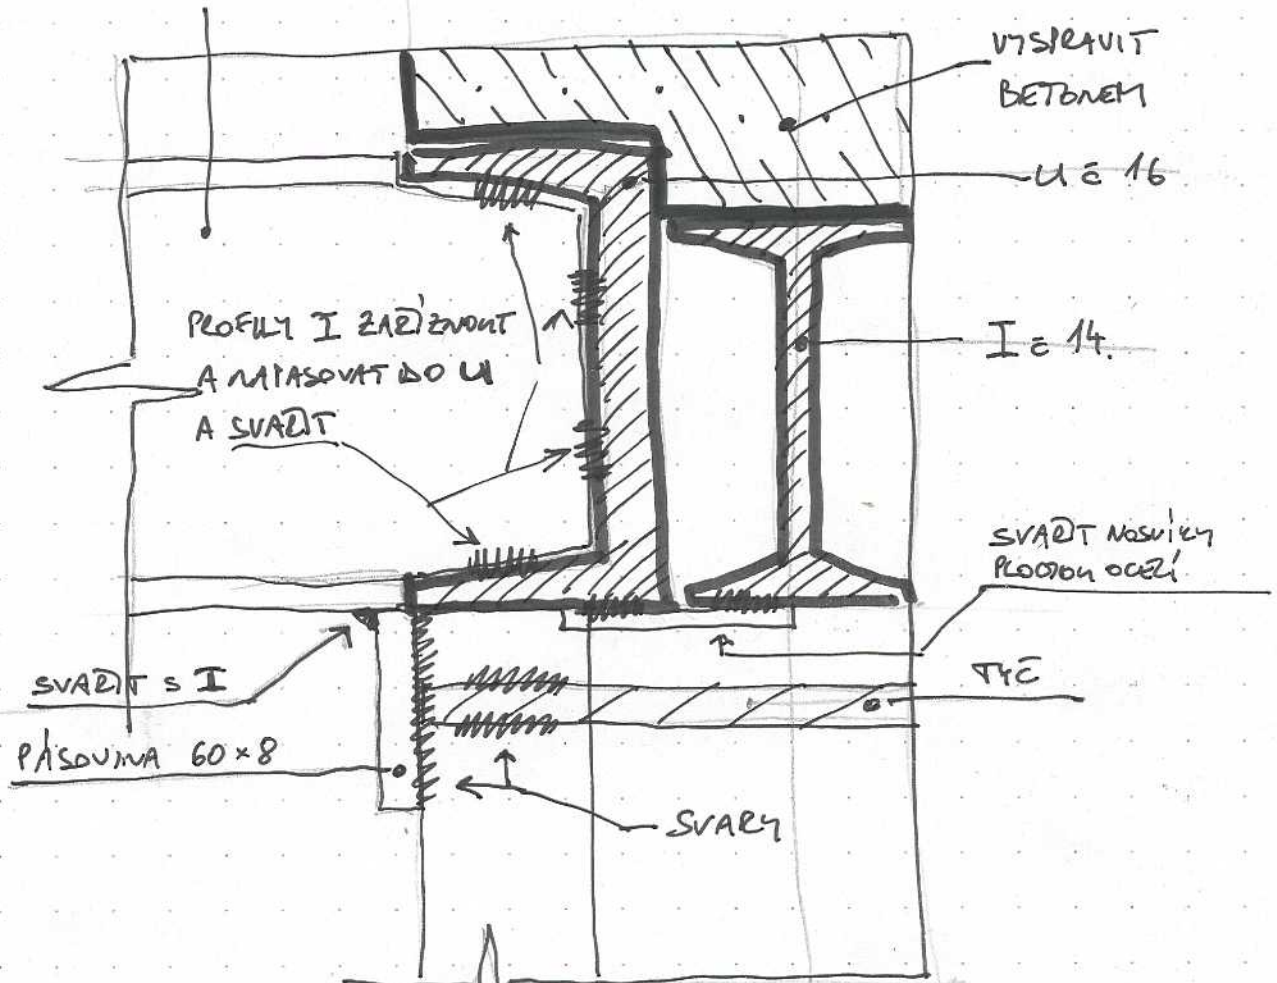 VYSPRAVIT
BETONEM
U č 16
PROFILY I ZAŘÍZNOUT
A NAPASOVAT DO U
A SVAŘIT
I č 14.
SVAŘIT NOSNÍKY
PLOCHOU OCELÍ
SVAŘIT S I
TYČ
PÁSOVINA 60×8
SVARY